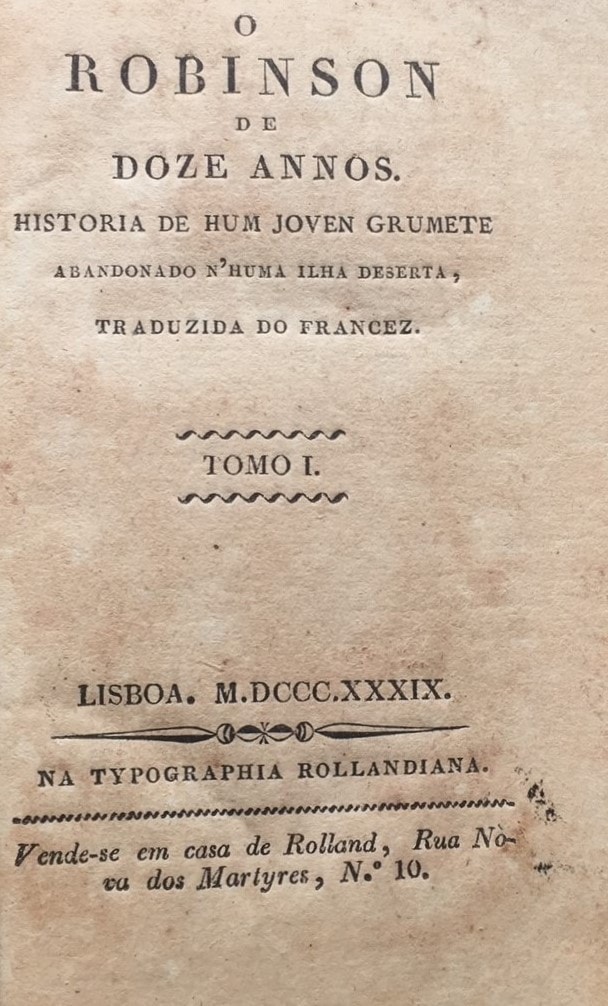 O
ROBINSON
DE
DOZE ANNOS.
HISTORIA DE HUM JOVEN GRUMETE
ABANDONADO N'HUMA ILHA DESERTA,
TRADUZIDA DO FRANCEZ.
TOMO I.
LISBOA. M.DCCC.XXXIX.
NA TYPOGRAPHIA ROLLANDIANA.
Vende-se em casa de Rolland, Rua Nò-
va dos Martyres, N.º 10.